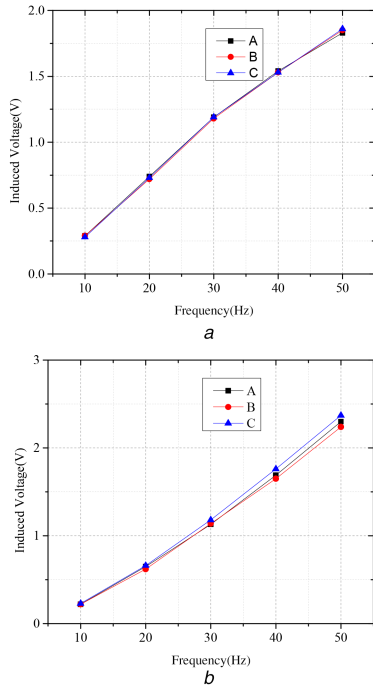 2.0
1.5
1.0
0.5
0.0
Induced Voltage(V)
A
B
C
10 20 30 40 50
Frequency(Hz)
a
3
2
1
0
Induced Voltage(V)
A
B
C
10 20 30 40 50
Frequency(Hz)
b